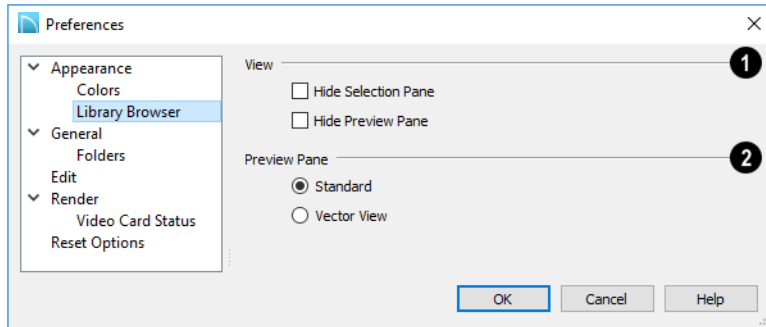 Preferences
Appearance
Colors
Library Browser
General
Folders
Edit
Render
Video Card Status
Reset Options
View
1
Hide Selection Pane
Hide Preview Pane
Preview Pane
2
Standard
Vector View
OK
Cancel
Help